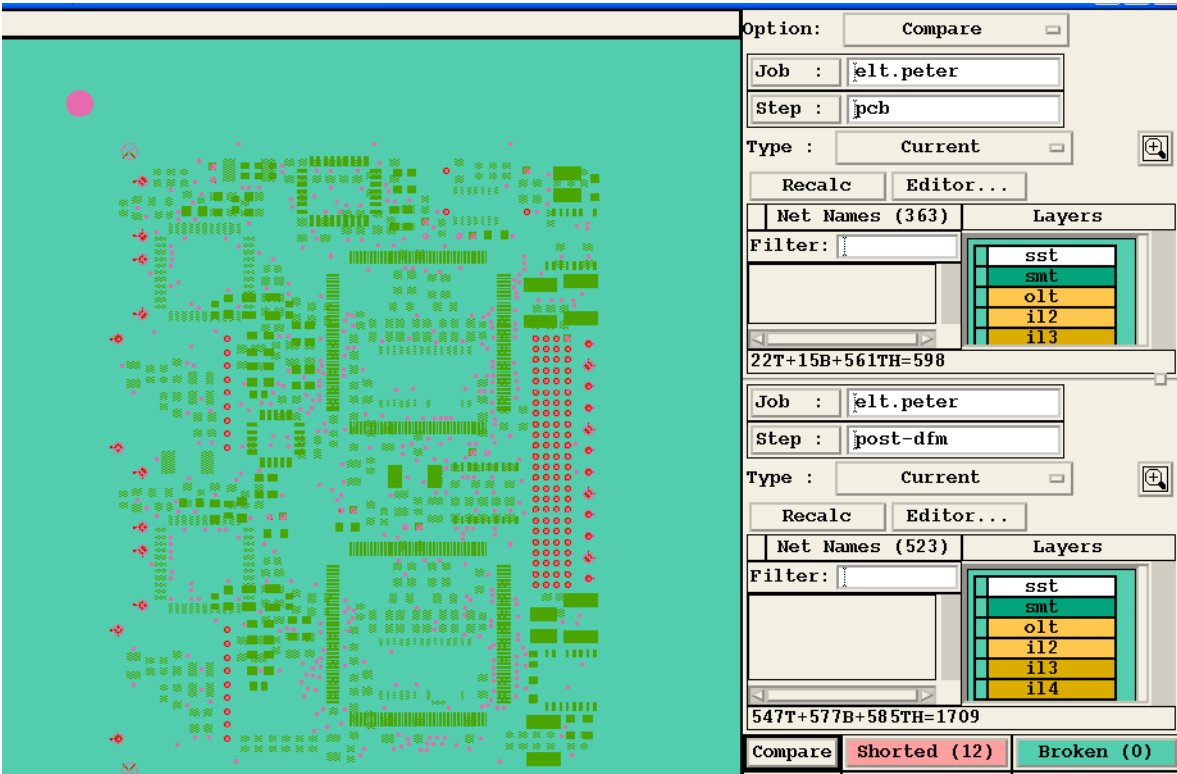 Option: Compare
Job : elt.peter
Step : pcb
Type : Current
Recalc Editor...
Net Names (363) Layers
Filter:
sst
smt
olt
il2
il3
22T+15B+561TH=598
Job : elt.peter
Step : post-dfm
Type : Current
Recalc Editor...
Net Names (523) Layers
Filter:
sst
smt
olt
il2
il3
il4
547T+577B+585TH=1709
Compare Shorted (12) Broken (0)